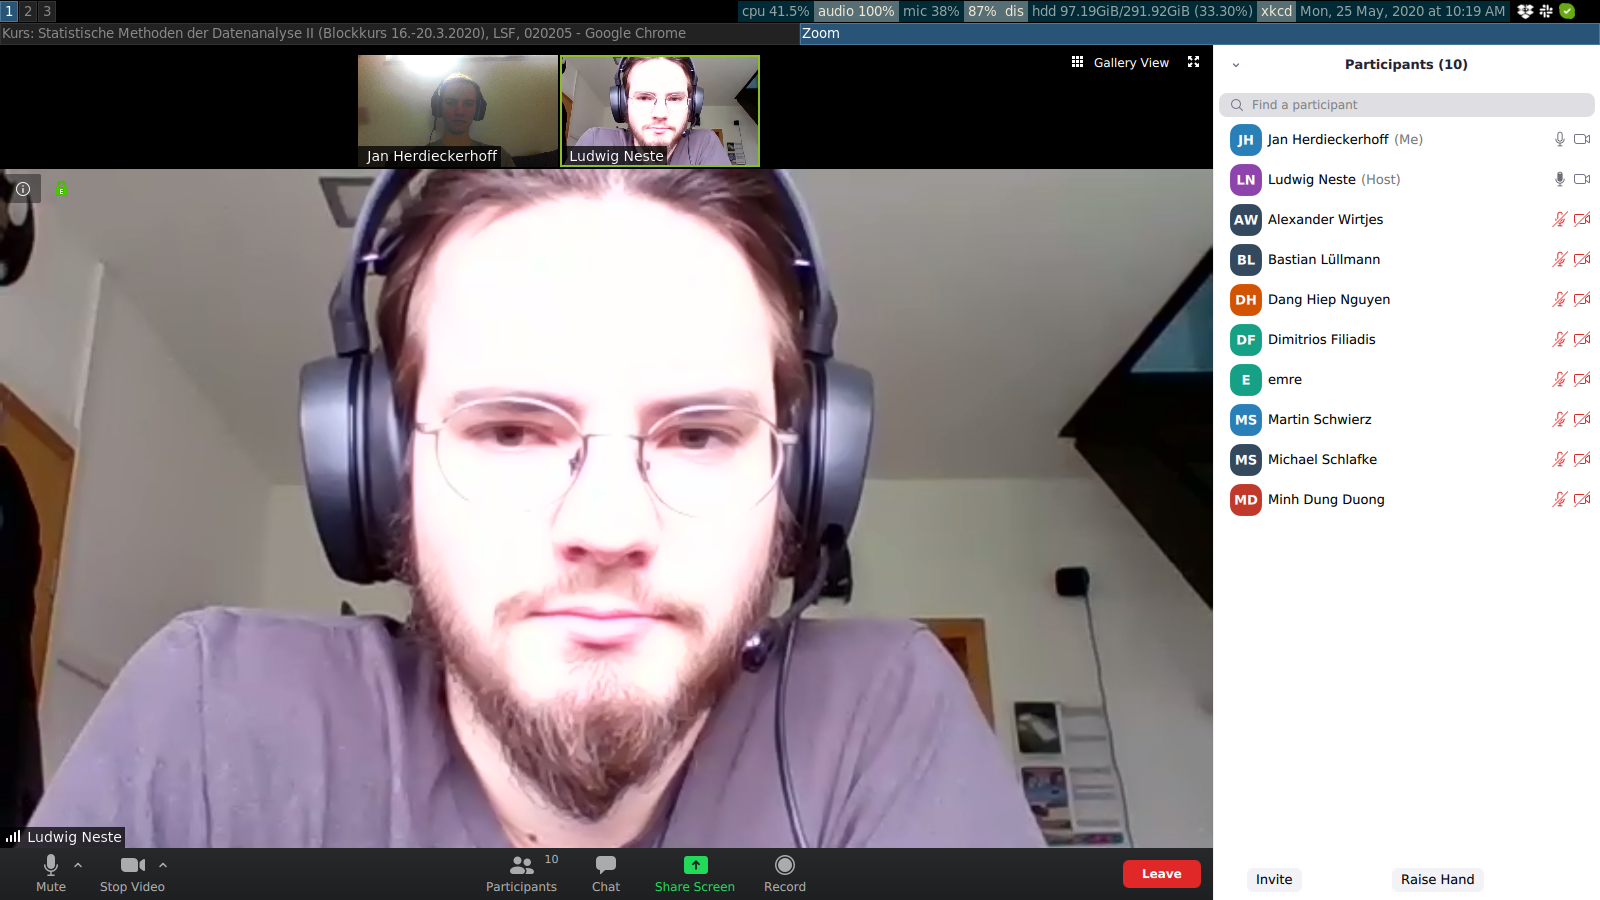 1 2 3 cpu 41.5% audio 100% mic 38% 87% dis hdd 97.19GiB/291.92GiB (33.30%) xkcd Mon, 25 May, 2020 at 10:19 AM
Kurs: Statistische Methoden der Datenanalyse II (Blockkurs 16.-20.3.2020), LSF, 020205 - Google Chrome
Zoom
Gallery View
Jan Herdieckerhoff
Ludwig Neste
Ludwig Neste
Mute
Stop Video
Participants
10
Chat
Share Screen
Record
Leave
Participants (10)
Find a participant
JH Jan Herdieckerhoff (Me)
LN Ludwig Neste (Host)
AW Alexander Wirtjes
BL Bastian Lüllmann
DH Dang Hiep Nguyen
DF Dimitrios Filiadis
E emre
MS Martin Schwierz
MS Michael Schlafke
MD Minh Dung Duong
Invite
Raise Hand